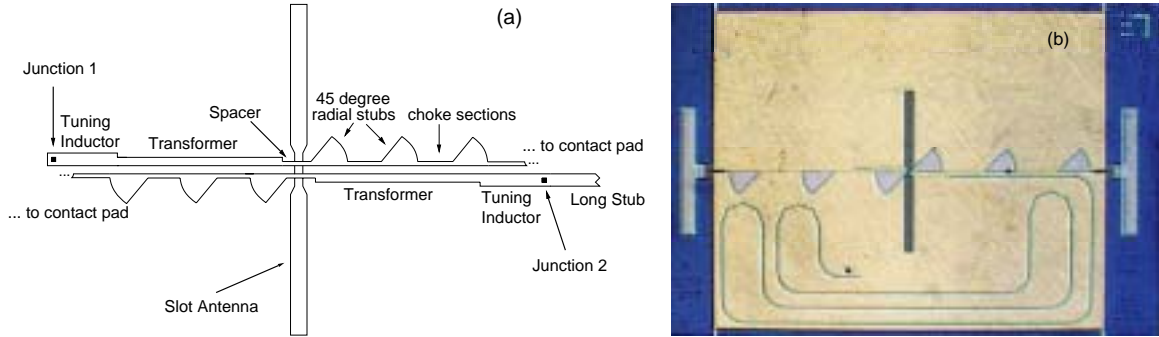 (a)
Junction 1
Tuning
Inductor
Transformer
Spacer
45 degree
radial stubs
choke sections
... to contact pad
...
...
... to contact pad
Transformer
Tuning
Inductor
Long Stub
Junction 2
Slot Antenna
(b)